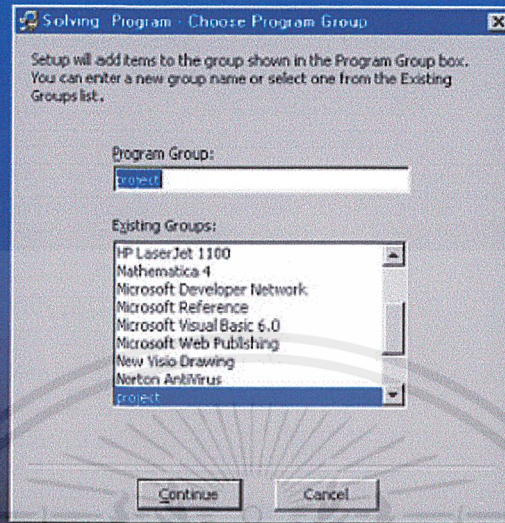 Solving Program - Choose Program Group
Setup will add items to the group shown in the Program Group box.
You can enter a new group name or select one from the Existing
Groups list.
Program Group:
project
Existing Groups:
HP LaserJet 1100
Mathematica 4
Microsoft Developer Network
Microsoft Reference
Microsoft Visual Basic 6.0
Microsoft Web Publishing
New Visio Drawing
Norton AntiVirus
project
Continue
Cancel